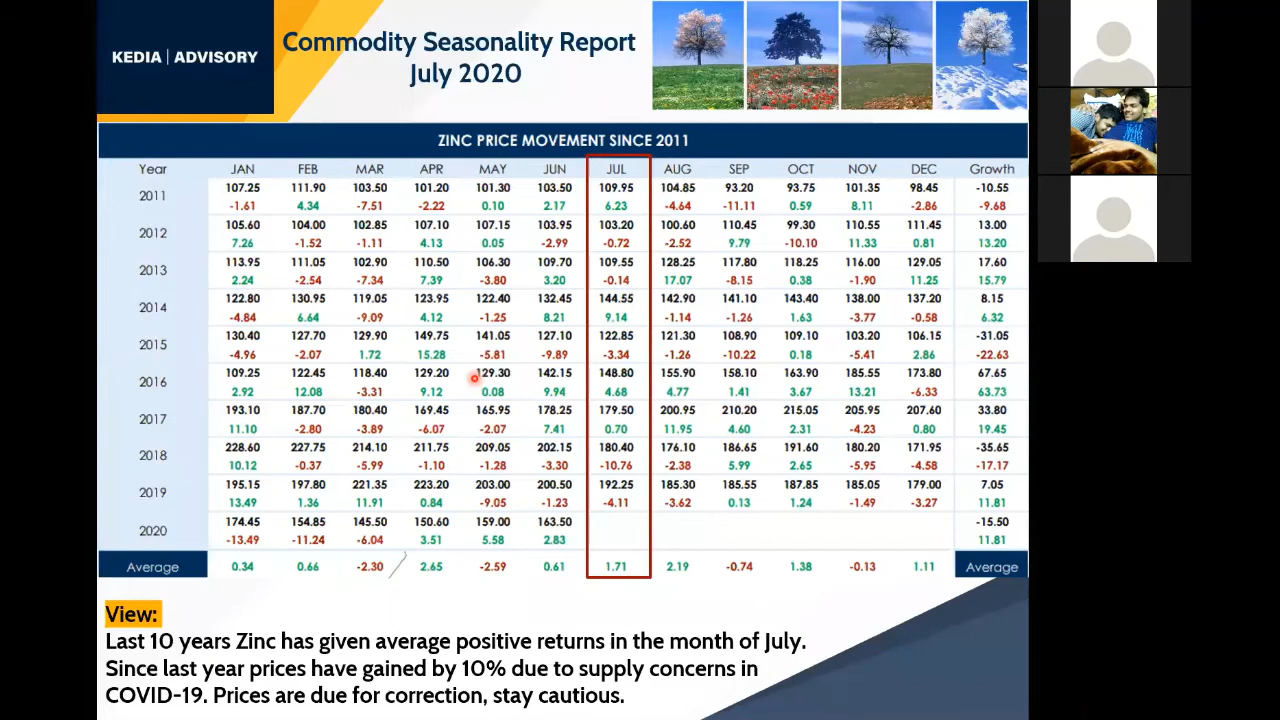 KEDIA | ADVISORY
Commodity Seasonality Report
July 2020
ZINC PRICE MOVEMENT SINCE 2011
Year JAN FEB MAR APR MAY JUN JUL AUG SEP OCT NOV DEC Growth
2011 107.25 111.90 103.50 101.20 101.30 103.50 109.95 104.85 93.20 93.75 101.35 98.45 -10.55
-1.61 4.34 -7.51 -2.22 0.10 2.17 6.23 -4.64 -11.11 0.59 8.11 -2.86 -9.68
2012 105.60 104.00 102.85 107.10 107.15 103.95 103.20 100.60 110.45 99.30 110.55 111.45 13.00
7.26 -1.52 -1.11 4.13 0.05 -2.99 -0.72 -2.52 9.79 -10.10 11.33 0.81 13.20
2013 113.95 111.05 102.90 110.50 106.30 109.70 109.55 128.25 117.80 118.25 116.00 129.05 17.60
2.24 -2.54 -7.34 7.39 -3.80 3.20 -0.14 17.07 -8.15 0.38 -1.90 11.25 15.79
2014 122.80 130.95 119.05 123.95 122.40 132.45 144.55 142.90 141.10 143.40 138.00 137.20 8.15
-4.84 6.64 -9.09 4.12 -1.25 8.21 9.14 -1.14 -1.26 1.63 -3.77 -0.58 6.32
2015 130.40 127.70 129.90 149.75 141.05 127.10 122.85 121.30 108.90 109.10 103.20 106.15 -31.05
-4.96 -2.07 1.72 15.28 -5.81 -9.89 -3.34 -1.26 -10.22 0.18 -5.41 2.86 -22.63
2016 109.25 122.45 118.40 129.20 129.30 142.15 148.80 155.90 158.10 163.90 185.55 173.80 67.65
2.92 12.08 -3.31 9.12 0.08 9.94 4.68 4.77 1.41 3.67 13.21 -6.33 63.73
2017 193.10 187.70 180.40 169.45 165.95 178.25 179.50 200.95 210.20 215.05 205.95 207.60 33.80
11.10 -2.80 -3.89 -6.07 -2.07 7.41 0.70 11.95 4.60 2.31 -4.23 0.80 19.45
2018 228.60 227.75 214.10 211.75 209.05 202.15 180.40 176.10 186.65 191.60 180.20 171.95 -35.65
10.12 -0.37 -5.99 -1.10 -1.28 -3.30 -10.76 -2.38 5.99 2.65 -5.95 -4.58 -17.17
2019 195.15 197.80 221.35 223.20 203.00 200.50 192.25 185.30 185.55 187.85 185.05 179.00 7.05
13.49 1.36 11.91 0.84 -9.05 -1.23 -4.11 -3.62 0.13 1.24 -1.49 -3.27 11.81
2020 174.45 154.85 145.50 150.60 159.00 163.50 -15.50
-13.49 -11.24 -6.04 3.51 5.58 2.83 11.81
Average 0.34 0.66 -2.30 2.65 -2.59 0.61 1.71 2.19 -0.74 1.38 -0.13 1.11 Average
View:
Last 10 years Zinc has given average positive returns in the month of July.
Since last year prices have gained by 10% due to supply concerns in
COVID-19. Prices are due for correction, stay cautious.